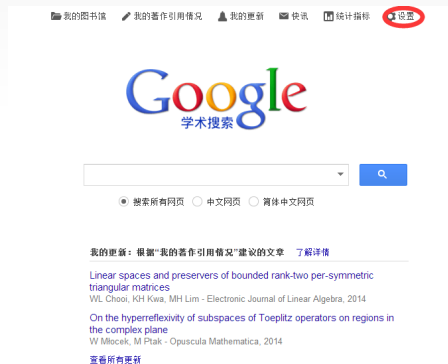 我的图书馆 我的著作引用情况 我的更新 快讯 统计指标 设置
Google
学术搜索
搜索所有网页 中文网页 简体中文网页
我的更新：根据“我的著作引用情况”建议的文章 了解详情
Linear spaces and preservers of bounded rank-two per-symmetric
triangular matrices
WL Chooi, KH Kwa, MH Lim - Electronic Journal of Linear Algebra, 2014
On the hyperreflexivity of subspaces of Toeplitz operators on regions in
the complex plane
W Młocek, M Ptak - Opuscula Mathematica, 2014
查看所有更新